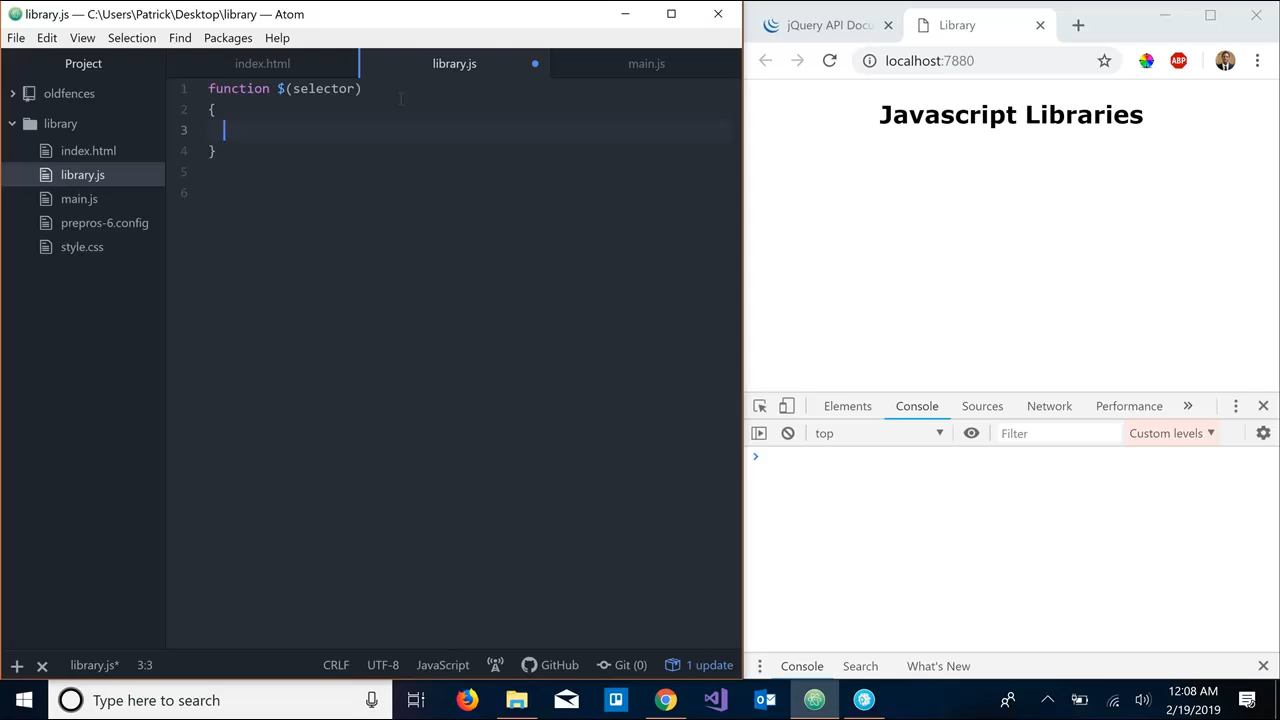 library.js — C:\Users\Patrick\Desktop\library — Atom
File Edit View Selection Find Packages Help
Project
oldfences
library
index.html
library.js
main.js
prepros-6.config
style.css
index.html library.js main.js
1 function $(selector)
2 {
3
4 }
5
6
+ library.js* 3:3 CRLF UTF-8 JavaScript GitHub Git (0) 1 update
jQuery API Docu Library
localhost:7880
ABP
Javascript Libraries
Elements Console Sources Network Performance »
top Filter Custom levels
>
Console Search What's New
Type here to search
12:08 AM
2/19/2019